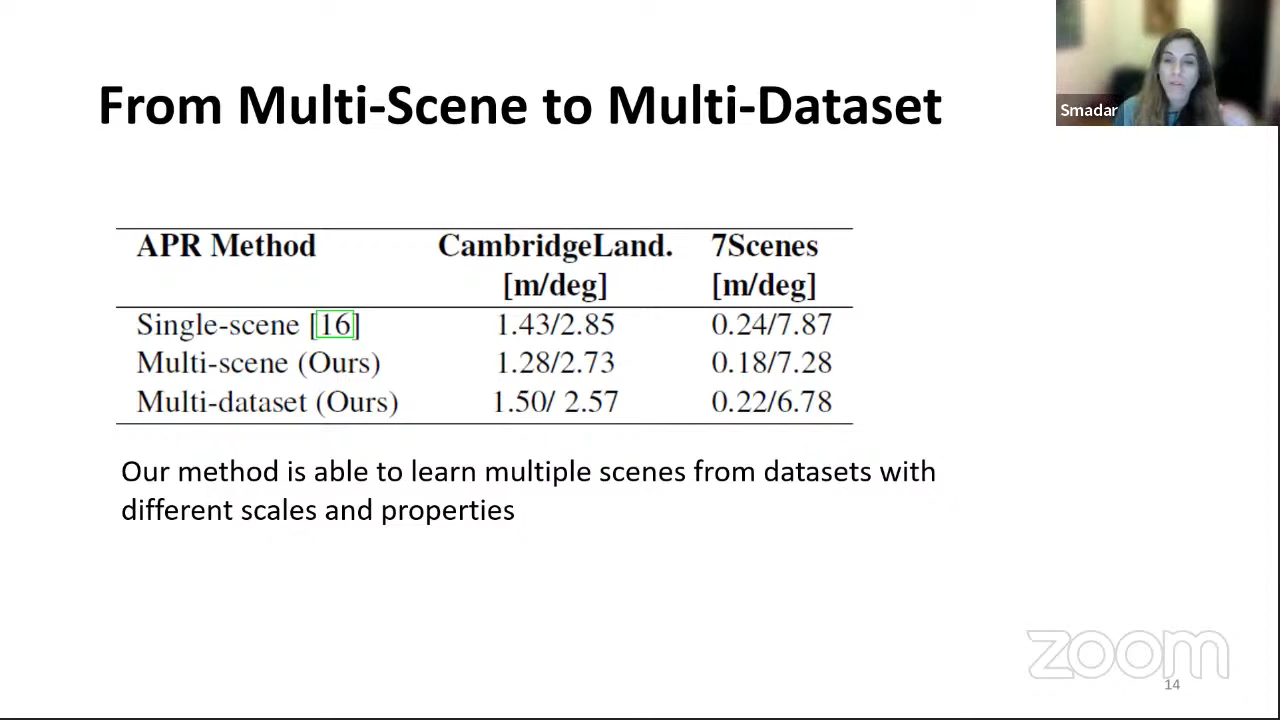 From Multi-Scene to Multi-Dataset
Smadar
APR Method CambridgeLand. 7Scenes
[m/deg] [m/deg]
Single-scene [16] 1.43/2.85 0.24/7.87
Multi-scene (Ours) 1.28/2.73 0.18/7.28
Multi-dataset (Ours) 1.50/ 2.57 0.22/6.78
Our method is able to learn multiple scenes from datasets with
different scales and properties
zoom
14